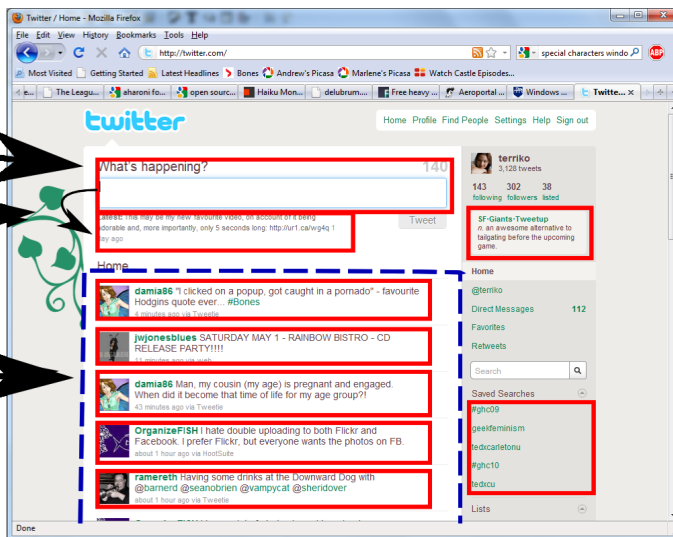 Twitter / Home - Mozilla Firefox
File Edit View History Bookmarks Tools Help
http://twitter.com/
special characters windo
ABP
Most Visited Getting Started Latest Headlines Bones Andrew's Picasa Marlene's Picasa Watch Castle Episodes...
e... The Leagu... aharoni fo... open sourc... Haiku Mon... delubrum.... Free heavy ... Aeroportal ... Windows ... Twitte... ×
twitter
Home Profile Find People Settings Help Sign out
What's happening?
140
Latest: This may be my new favourite video, on account of it being
adorable and, more importantly, only 5 seconds long: http://ur1.ca/wg4q 1
day ago
Tweet
Home
damia86 "I clicked on a popup, got caught in a pornado" - favourite
Hodgins quote ever... #Bones
4 minutes ago via Tweetie
jwjonesblues SATURDAY MAY 1 - RAINBOW BISTRO - CD
RELEASE PARTY!!!!
11 minutes ago via web
damia86 Man, my cousin (my age) is pregnant and engaged.
When did it become that time of life for my age group?!
43 minutes ago via Tweetie
OrganizeFISH I hate double uploading to both Flickr and
Facebook. I prefer Flickr, but everyone wants the photos on FB.
about 1 hour ago via HootSuite
ramereth Having some drinks at the Downward Dog with
@barnerd @seanobrien @vampycat @sheridover
about 1 hour ago via Tweetie
terriko
3,128 tweets
143 302 38
following followers listed
SF-Giants-Tweetup
n. an awesome alternative to
tailgating before the upcoming
game.
Home
@terriko
Direct Messages 112
Favorites
Retweets
Search
Saved Searches
#ghc09
geekfeminism
tedxcarletonu
#ghc10
tedxcu
Lists
Done